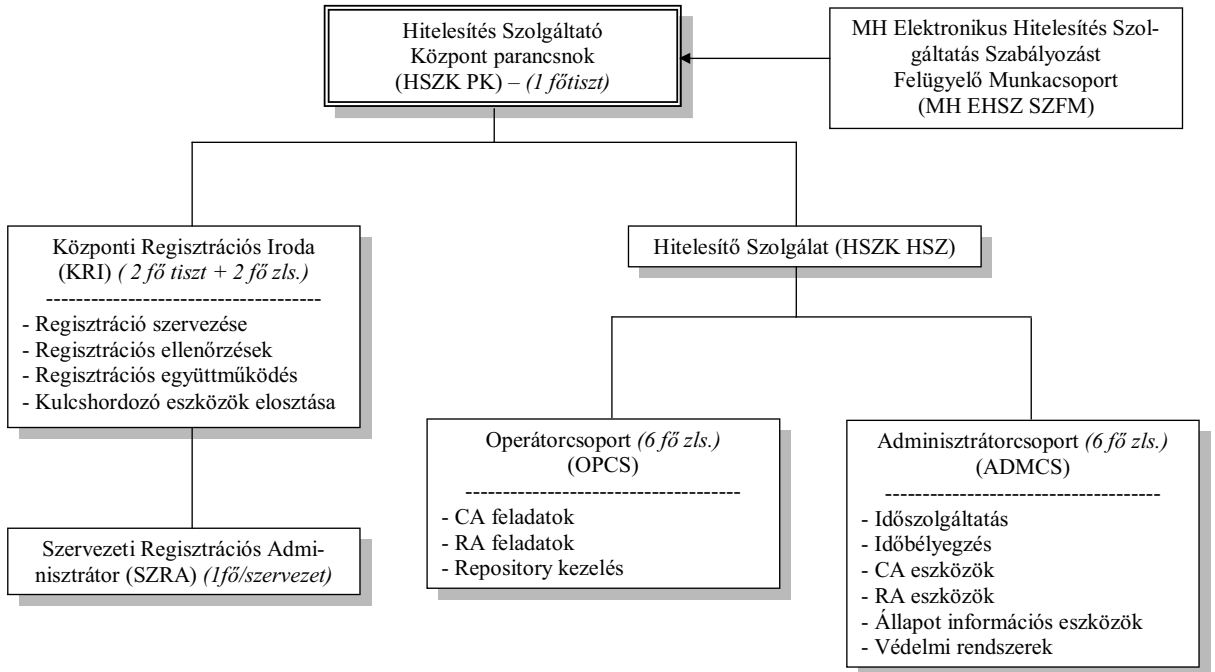 Hitelesítés Szolgáltató
Központ parancsnok
(HSZK PK) – (1 főtiszt)
MH Elektronikus Hitelesítés Szol-
gáltatás Szabályozást
Felügyelő Munkacsoport
(MH EHSZ SZFM)
Központi Regisztrációs Iroda
(KRI) ( 2 fő tiszt + 2 fő zls.)
------------------------------------
- Regisztráció szervezése
- Regisztrációs ellenőrzések
- Regisztrációs együttműködés
- Kulcshordozó eszközök elosztása
Hitelesítő Szolgálat (HSZK HSZ)
Szervezeti Regisztrációs Admi-
nisztrátor (SZRA) (1fő/szervezet)
Operátorcsoport (6 fő zls.)
(OPCS)
------------------------------------
- CA feladatok
- RA feladatok
- Repository kezelés
Adminisztrátorcsoport (6 fő zls.)
(ADMCS)
------------------------------------
- Időszolgáltatás
- Időbélyegzés
- CA eszközök
- RA eszközök
- Állapot információs eszközök
- Védelmi rendszerek